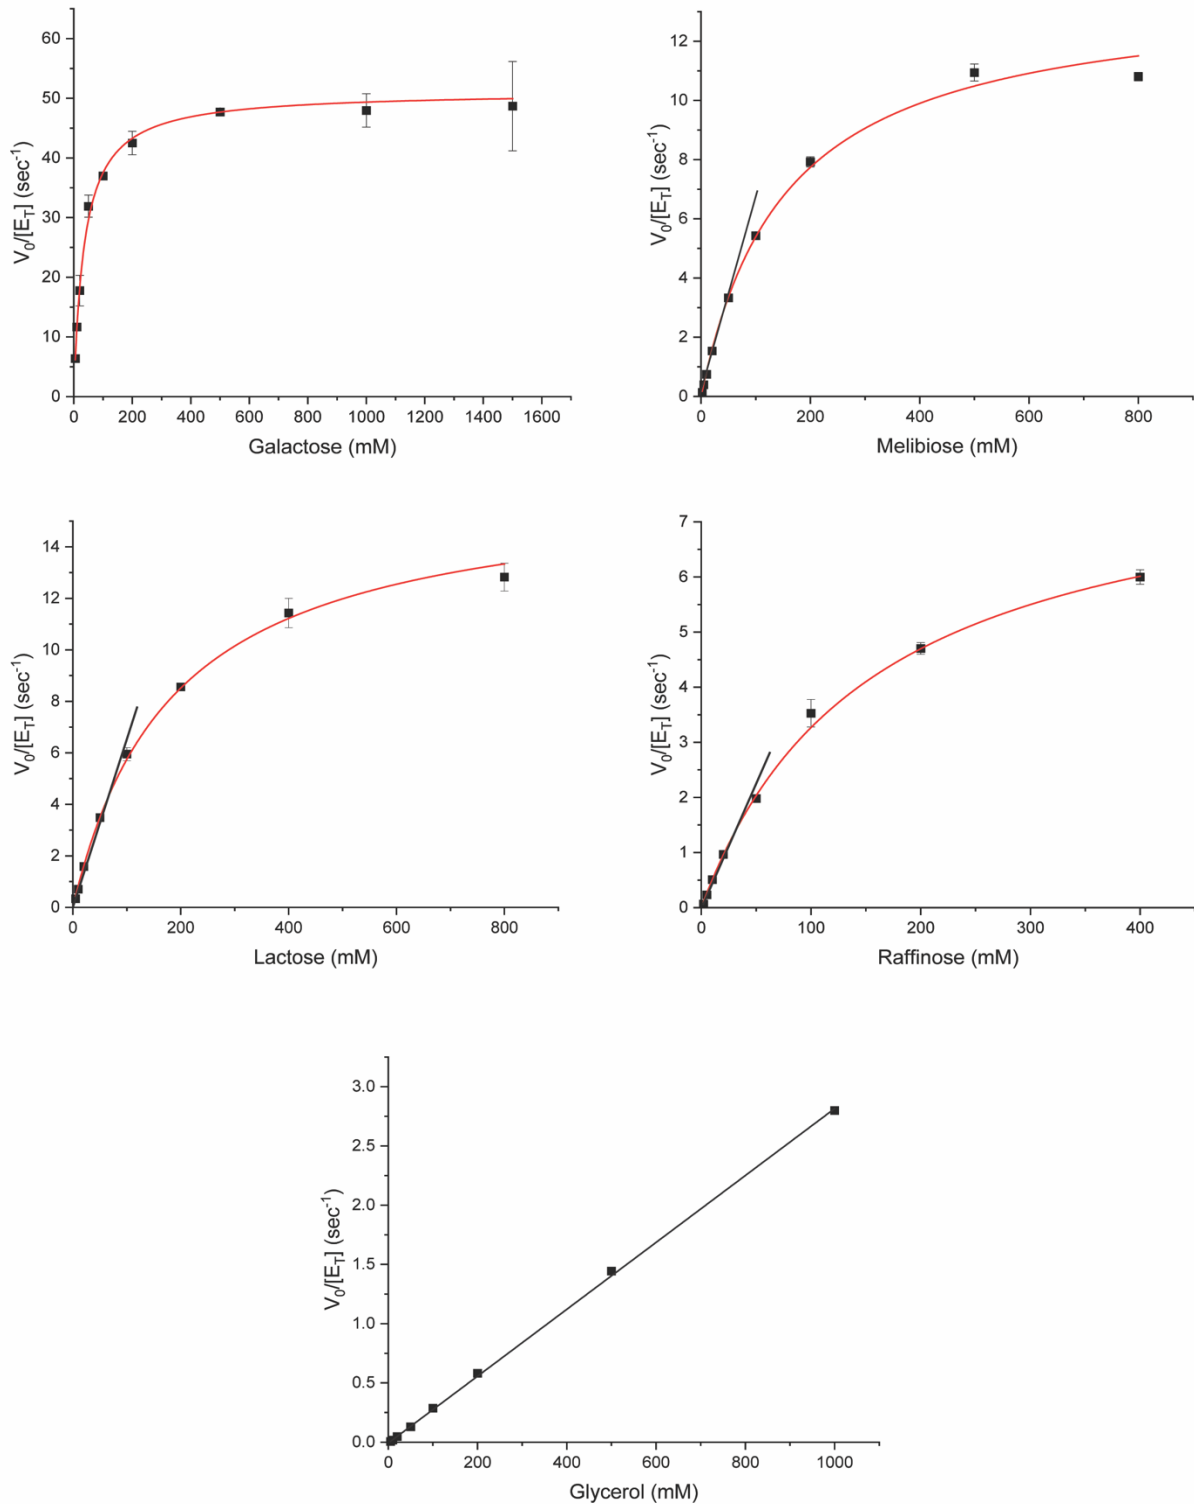 60
50
40
30
20
10
0
0 200 400 600 800 1000 1200 1400 1600
V₀/[E_T] (sec⁻¹)
Galactose (mM)
12
10
8
6
4
2
0
0 200 400 600 800
V₀/[E_T] (sec⁻¹)
Melibiose (mM)
14
12
10
8
6
4
2
0
0 200 400 600 800
V₀/[E_T] (sec⁻¹)
Lactose (mM)
7
6
5
4
3
2
1
0
0 100 200 300 400
V₀/[E_T] (sec⁻¹)
Raffinose (mM)
3.0
2.5
2.0
1.5
1.0
0.5
0.0
0 200 400 600 800 1000
V₀/[E_T] (sec⁻¹)
Glycerol (mM)